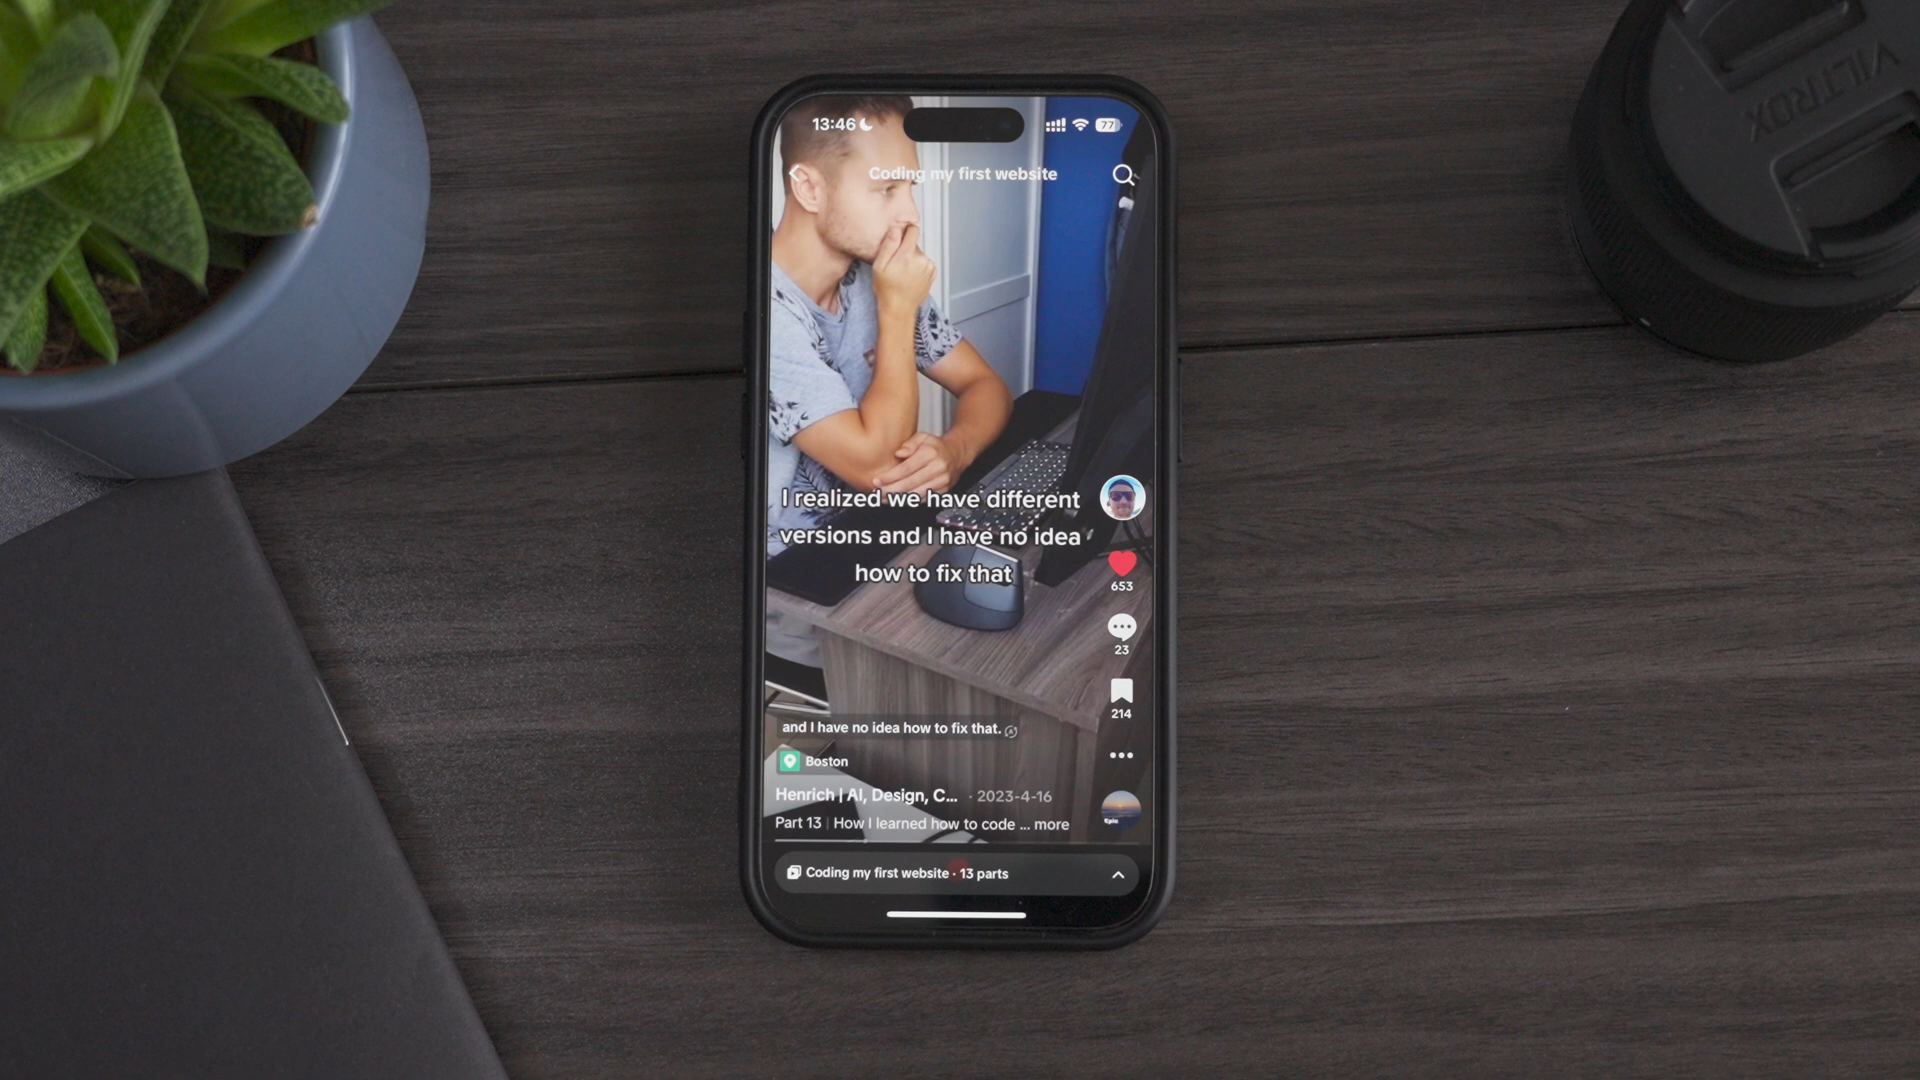 13:46
77
Coding my first website
I realized we have different
versions and I have no idea
how to fix that
653
23
214
and I have no idea how to fix that.
Boston
Henrich | AI, Design, C... · 2023-4-16
Part 13 | How I learned how to code ... more
Epic
Coding my first website · 13 parts
VILTROX